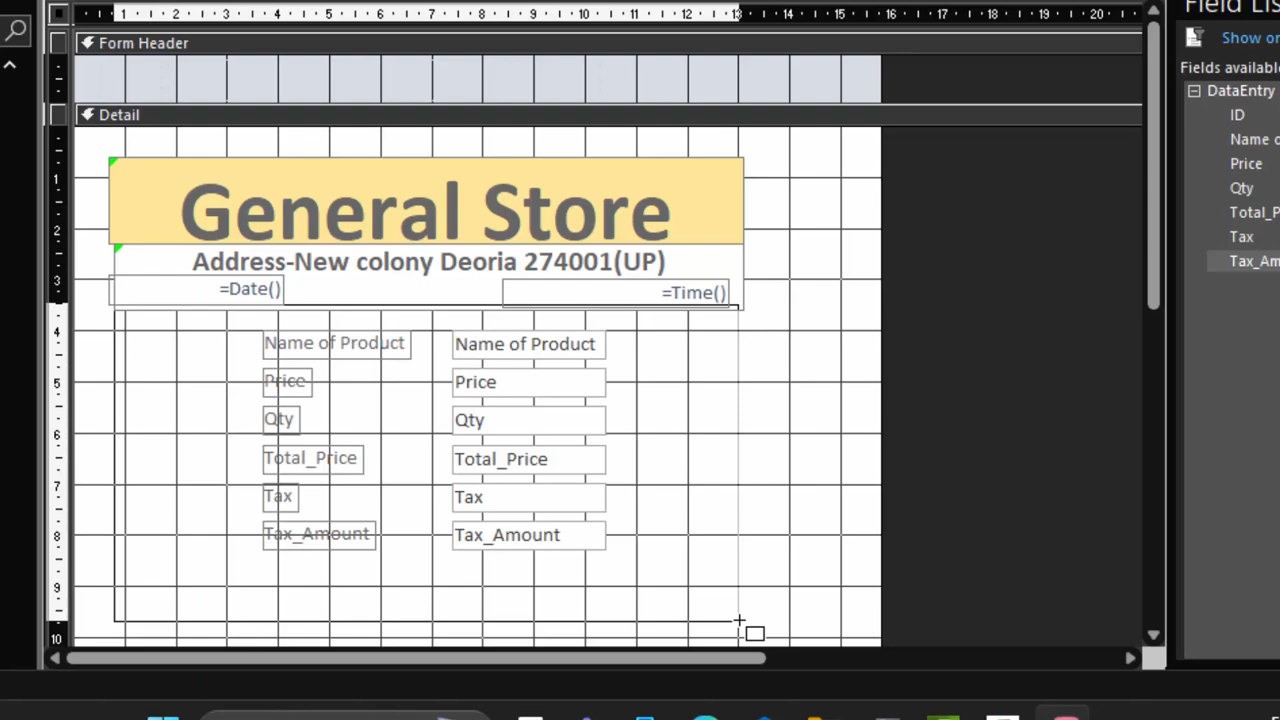 1 2 3 4 5 6 7 8 9 10 11 12 13 14 15 16 17 18 19 20
Field Lis
Form Header
Show on
Fields available
DataEntry
Detail
ID
Name o
Price
Qty
Total_P
Tax
Tax_Am
General Store
Address-New colony Deoria 274001(UP)
=Date() =Time()
Name of Product Name of Product
Price Price
Qty Qty
Total_Price Total_Price
Tax Tax
Tax_Amount Tax_Amount
1
2
3
4
5
6
7
8
9
10